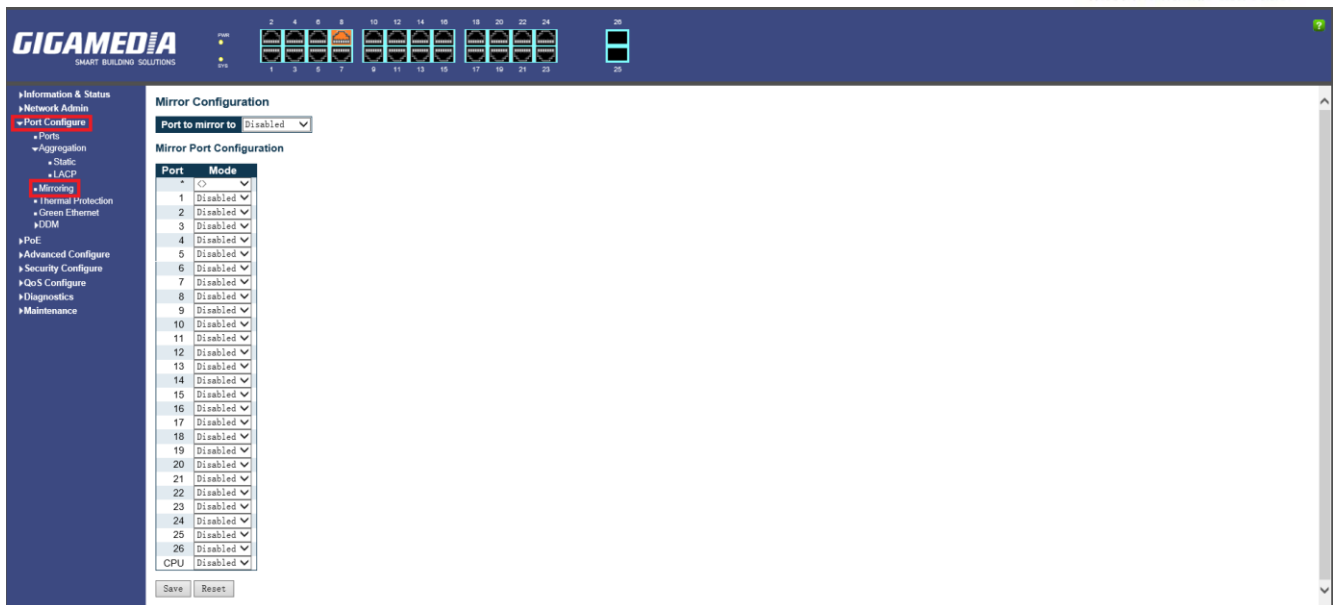 2 4 6 8 10 12 14 16 18 20 22 24 26
?
PWR
GIGAMEDIA
SMART BUILDING SOLUTIONS
SYS
1 3 5 7 9 11 13 15 17 19 21 23 25
Information & Status
Network Admin
Port Configure
Ports
Aggregation
Static
LACP
Mirroring
Thermal Protection
Green Ethernet
DDM
PoE
Advanced Configure
Security Configure
QoS Configure
Diagnostics
Maintenance
Mirror Configuration
Port to mirror to Disabled
Mirror Port Configuration
Port Mode
* <>
1 Disabled
2 Disabled
3 Disabled
4 Disabled
5 Disabled
6 Disabled
7 Disabled
8 Disabled
9 Disabled
10 Disabled
11 Disabled
12 Disabled
13 Disabled
14 Disabled
15 Disabled
16 Disabled
17 Disabled
18 Disabled
19 Disabled
20 Disabled
21 Disabled
22 Disabled
23 Disabled
24 Disabled
25 Disabled
26 Disabled
CPU Disabled
Save Reset